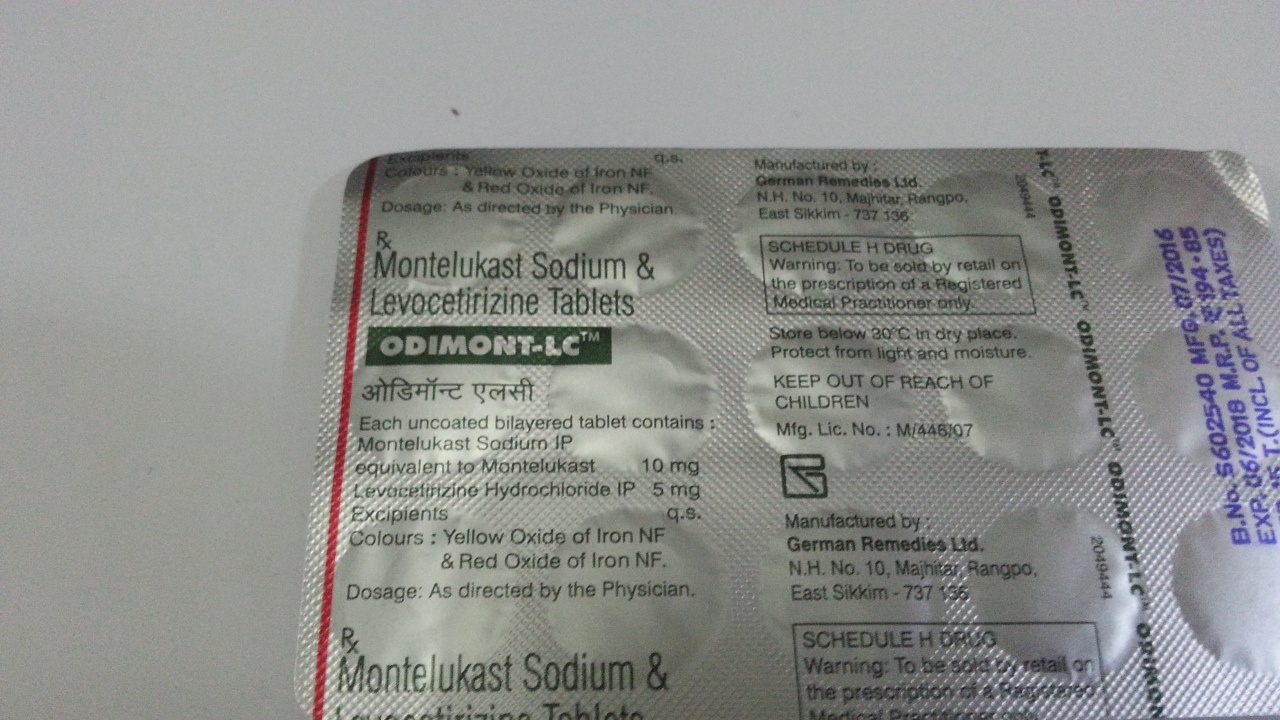 Excipients q.s.
Colours : Yellow Oxide of Iron NF
& Red Oxide of Iron NF.
Dosage: As directed by the Physician.
Rx
Montelukast Sodium &
Levocetirizine Tablets
ODIMONT-LC™
ओडिमॉन्ट एलसी
Each uncoated bilayered tablet contains :
Montelukast Sodium IP
equivalent to Montelukast 10 mg
Levocetirizine Hydrochloride IP 5 mg
Excipients q.s.
Colours : Yellow Oxide of Iron NF
& Red Oxide of Iron NF.
Dosage: As directed by the Physician.
Rx
Montelukast Sodium &
Levocetirizine Tablets
Manufactured by :
German Remedies Ltd.
N.H. No. 10, Majhitar, Rangpo,
East Sikkim - 737 136
SCHEDULE H DRUG
Warning: To be sold by retail on
the prescription of a Registered
Medical Practitioner only.
Store below 30°C in dry place.
Protect from light and moisture.
KEEP OUT OF REACH OF
CHILDREN
Mfg. Lic. No. : M/446/07
Manufactured by :
German Remedies Ltd.
N.H. No. 10, Majhitar, Rangpo,
East Sikkim - 737 136
SCHEDULE H DRUG
Warning: To be sold by retail on
the prescription of a Registered
Medical Practitioner only.
2049444
2049444
T-LC™ ODIMONT-LC™ ODIMONT-LC™ ODIMONT-LC™ ODIMON
B.No. S602540 MFG. 07/2016
EXP. 06/2018 M.R.P. ₹194.85
(INCL. OF ALL TAXES)